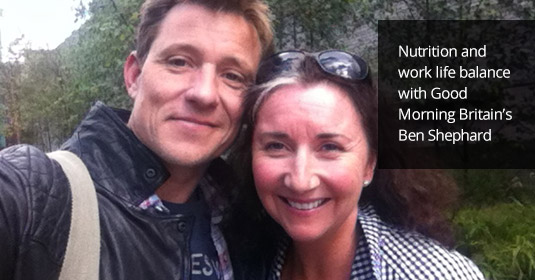 Nutrition and
work life balance
with Good
Morning Britain's
Ben Shephard